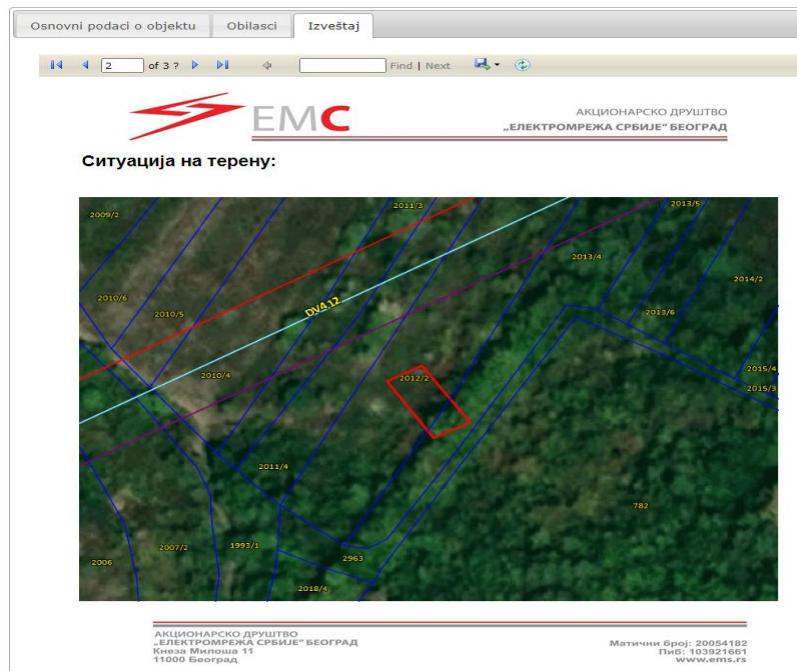 Osnovni podaci o objektu Obilasci Izveštaj
2 of 3 ? Find | Next
EMC
АКЦИОНАРСКО ДРУШТВО
„ЕЛЕКТРОМРЕЖА СРБИЈЕ“ БЕОГРАД
Ситуација на терену:
2009/2 2011/3 2013/5
2013/4
2014/2
2010/6
2010/5 DV412 2013/6
2010/4 2012/2 2015/4
2015/3
2011/4
782
2007/2 1993/1
2006 2963
2018/4
АКЦИОНАРСКО ДРУШТВО
„ЕЛЕКТРОМРЕЖА СРБИЈЕ“ БЕОГРАД
Кнеза Милоша 11
11000 Београд
Матични број: 20054182
Пиб: 103921661
www.ems.rs